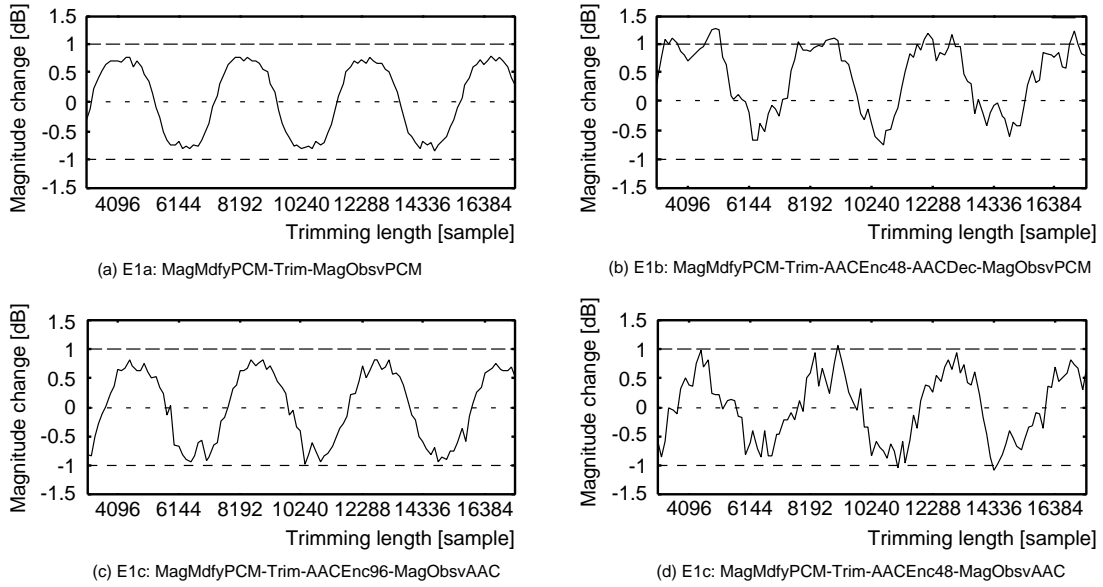 Magnitude change [dB]
1.5
1
0.5
0
-0.5
-1
-1.5
4096 6144 8192 10240 12288 14336 16384
Trimming length [sample]
(a) E1a: MagMdfyPCM-Trim-MagObsvPCM
Magnitude change [dB]
1.5
1
0.5
0
-0.5
-1
-1.5
4096 6144 8192 10240 12288 14336 16384
Trimming length [sample]
(b) E1b: MagMdfyPCM-Trim-AACEnc48-AACDec-MagObsvPCM
Magnitude change [dB]
1.5
1
0.5
0
-0.5
-1
-1.5
4096 6144 8192 10240 12288 14336 16384
Trimming length [sample]
(c) E1c: MagMdfyPCM-Trim-AACEnc96-MagObsvAAC
Magnitude change [dB]
1.5
1
0.5
0
-0.5
-1
-1.5
4096 6144 8192 10240 12288 14336 16384
Trimming length [sample]
(d) E1c: MagMdfyPCM-Trim-AACEnc48-MagObsvAAC